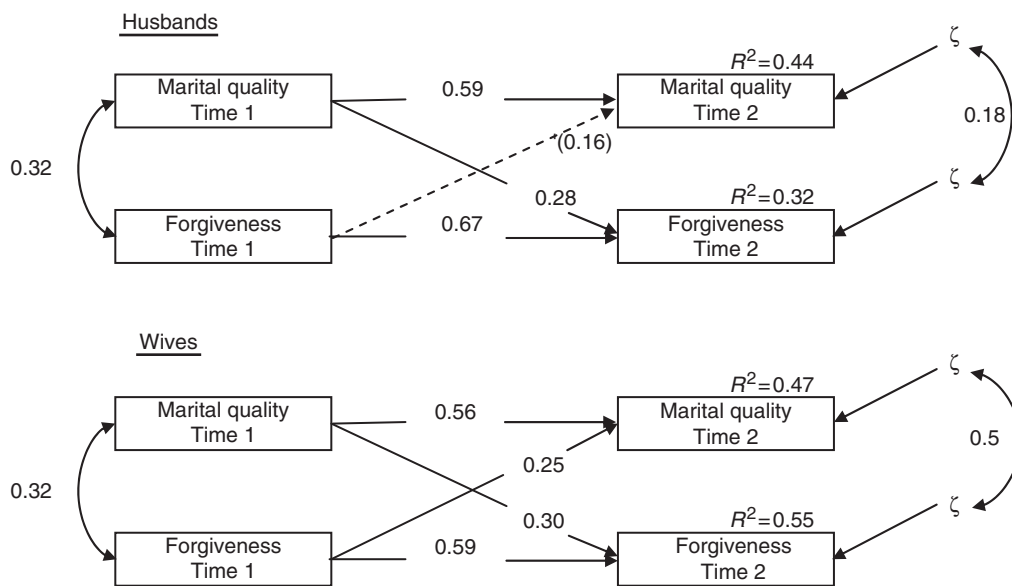 Husbands
ζ
R²=0.44
Marital quality
Time 1
0.59
Marital quality
Time 2
0.18
(0.16)
0.32
ζ
0.28
R²=0.32
Forgiveness
Time 1
0.67
Forgiveness
Time 2
Wives
ζ
R²=0.47
Marital quality
Time 1
0.56
Marital quality
Time 2
0.5
0.25
0.32
ζ
0.30
R²=0.55
Forgiveness
Time 1
0.59
Forgiveness
Time 2